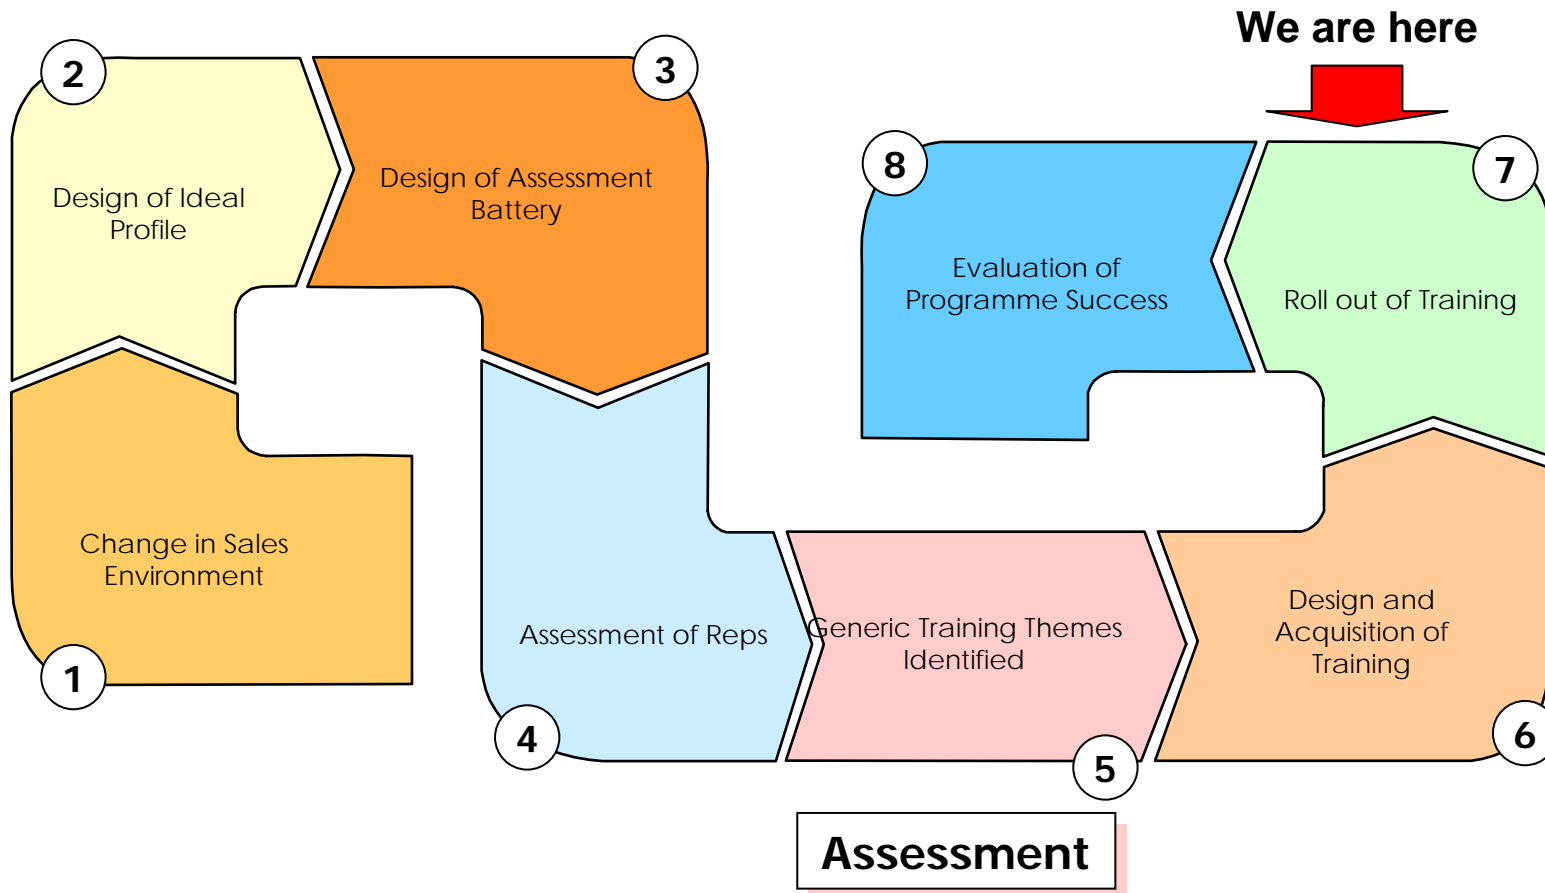 We are here
2
3
Design of Ideal
Profile
Design of Assessment
Battery
8
7
Evaluation of
Programme Success
Roll out of Training
Change in Sales
Environment
1
Assessment of Reps
4
Generic Training Themes
Identified
5
Design and
Acquisition of
Training
6
Assessment